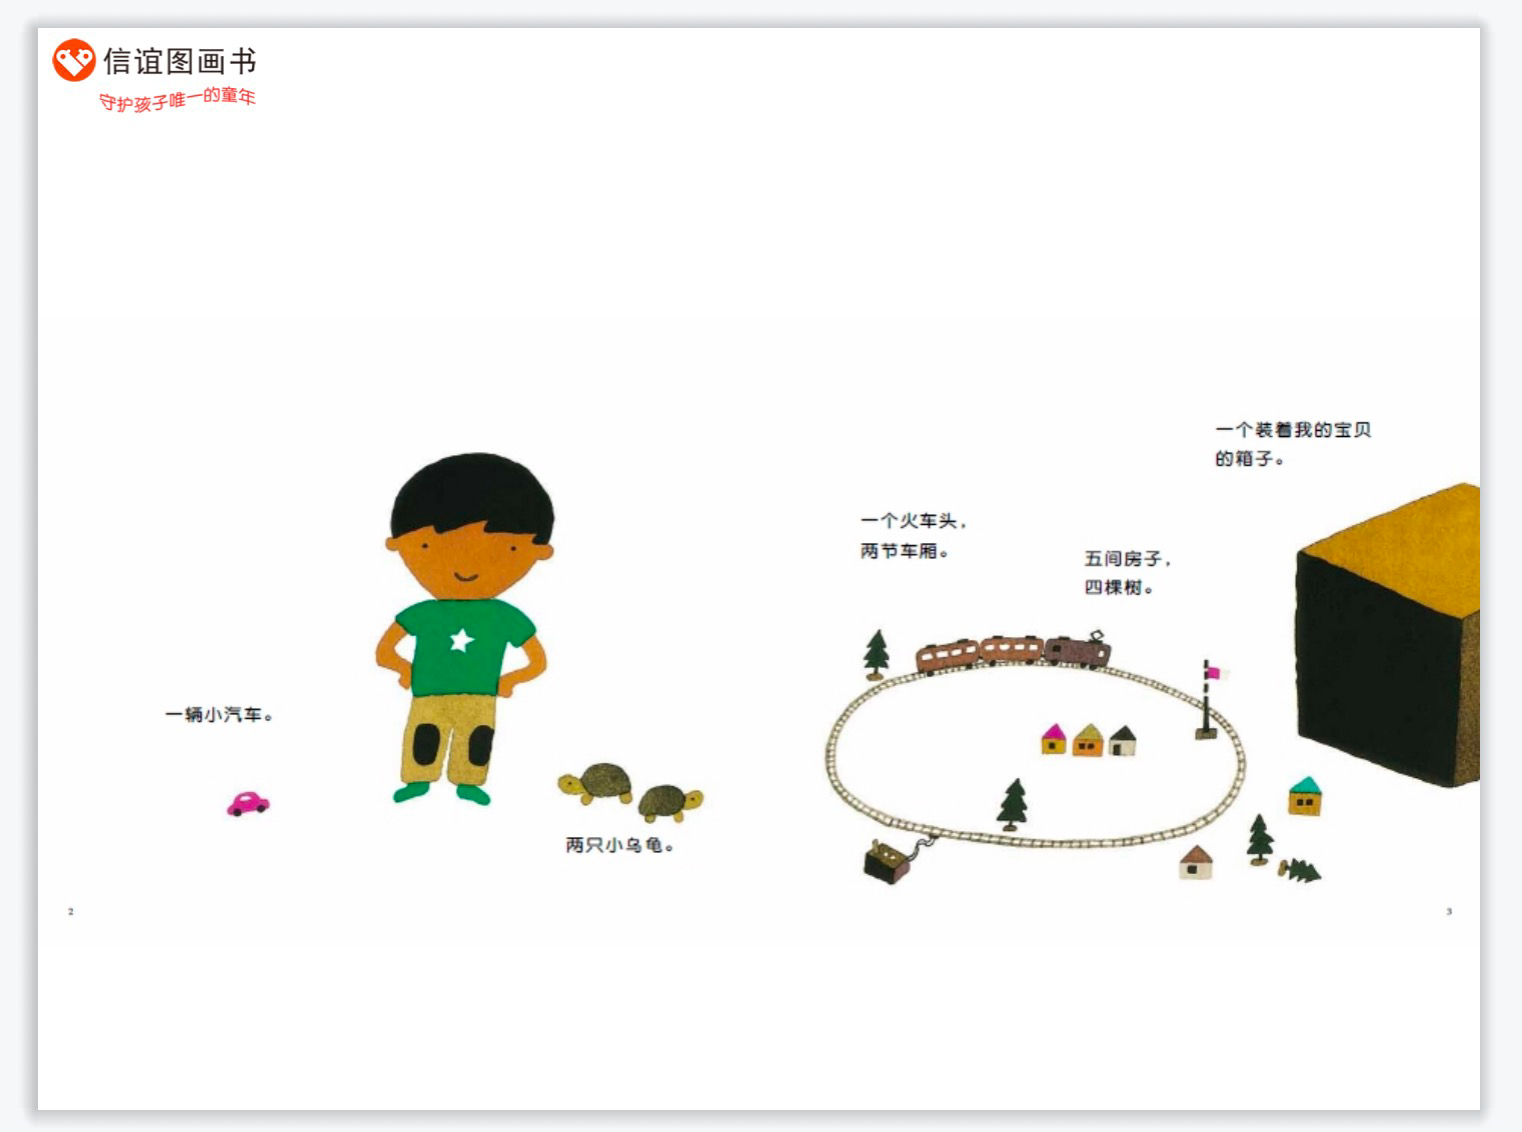 信谊图画书
守护孩子唯一的童年
一个装着我的宝贝
的箱子。
一个火车头，
两节车厢。
五间房子，
四棵树。
一辆小汽车。
两只小乌龟。
2
3